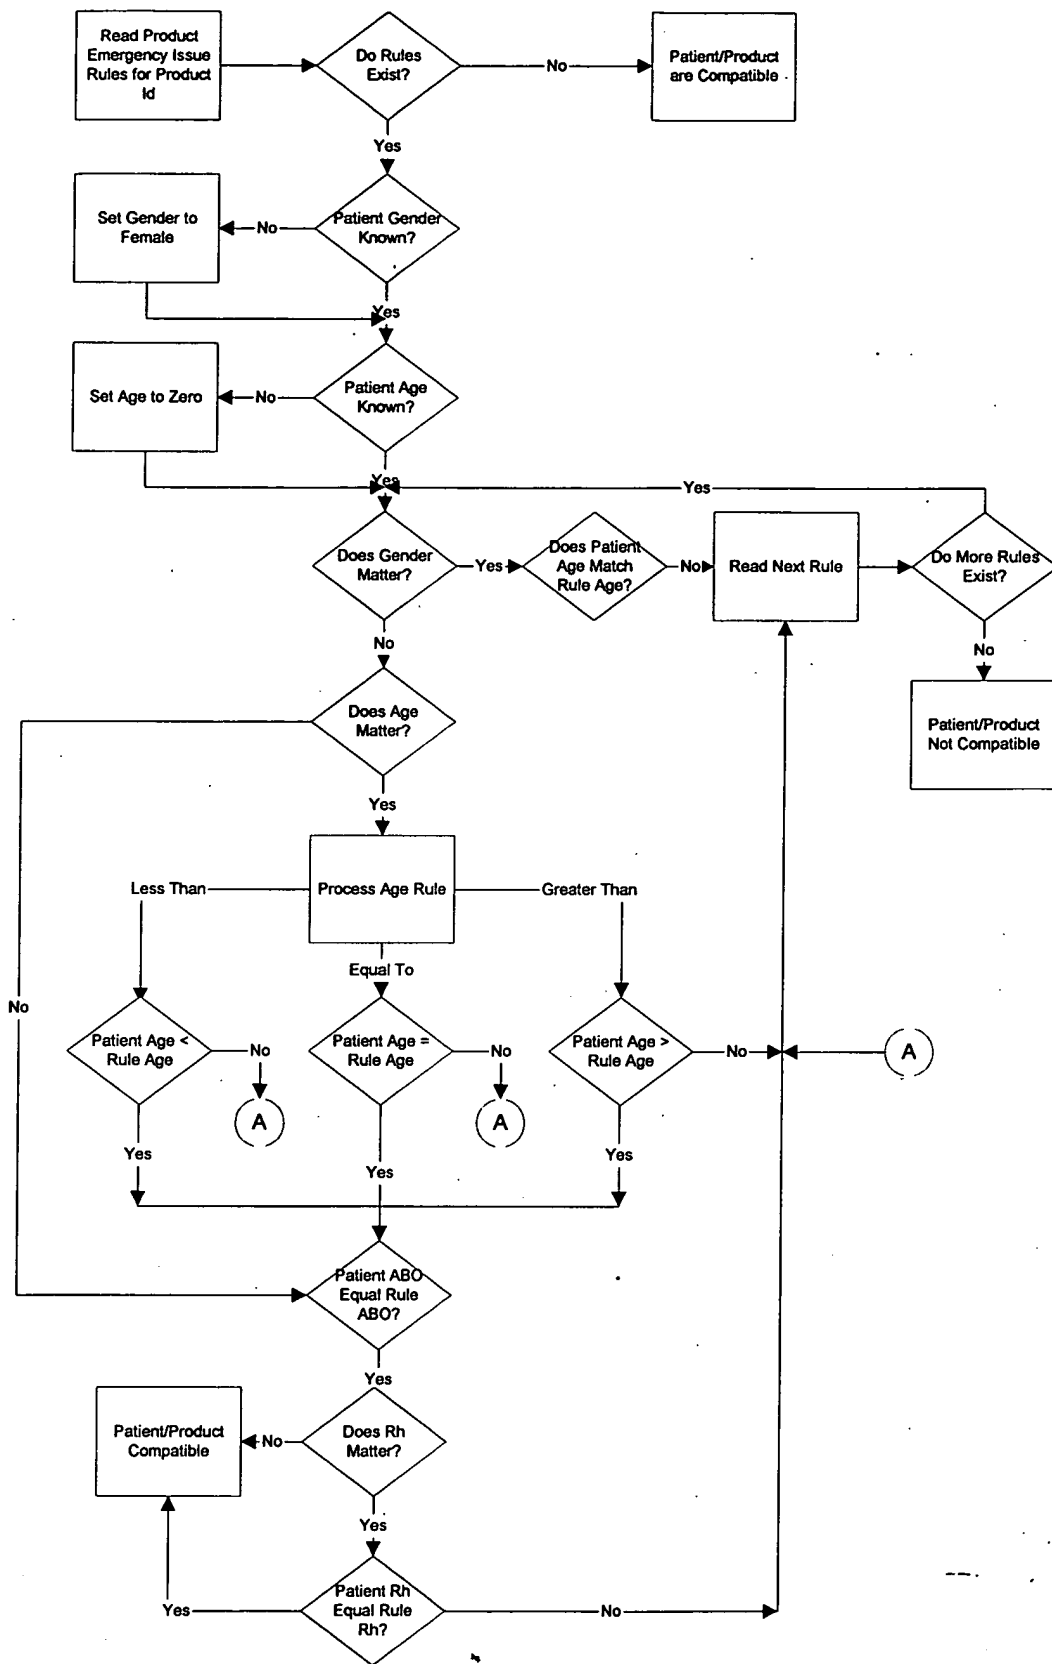 Read Product
Emergency Issue
Rules for Product
Id
Do Rules
Exist?
No
Patient/Product
are Compatible
Yes
Set Gender to
Female
No
Patient Gender
Known?
Yes
Set Age to Zero
No
Patient Age
Known?
Yes
Yes
Does Gender
Matter?
Yes
Does Patient
Age Match
Rule Age?
No
Read Next Rule
Do More Rules
Exist?
No
No
Patient/Product
Not Compatible
Does Age
Matter?
Yes
Less Than
Process Age Rule
Greater Than
Equal To
No
Patient Age <
Rule Age
No
Patient Age =
Rule Age
No
Patient Age >
Rule Age
No
A
A
A
Yes
Yes
Yes
Patient ABO
Equal Rule
ABO?
Yes
Patient/Product
Compatible
No
Does Rh
Matter?
Yes
Yes
Patient Rh
Equal Rule
Rh?
No